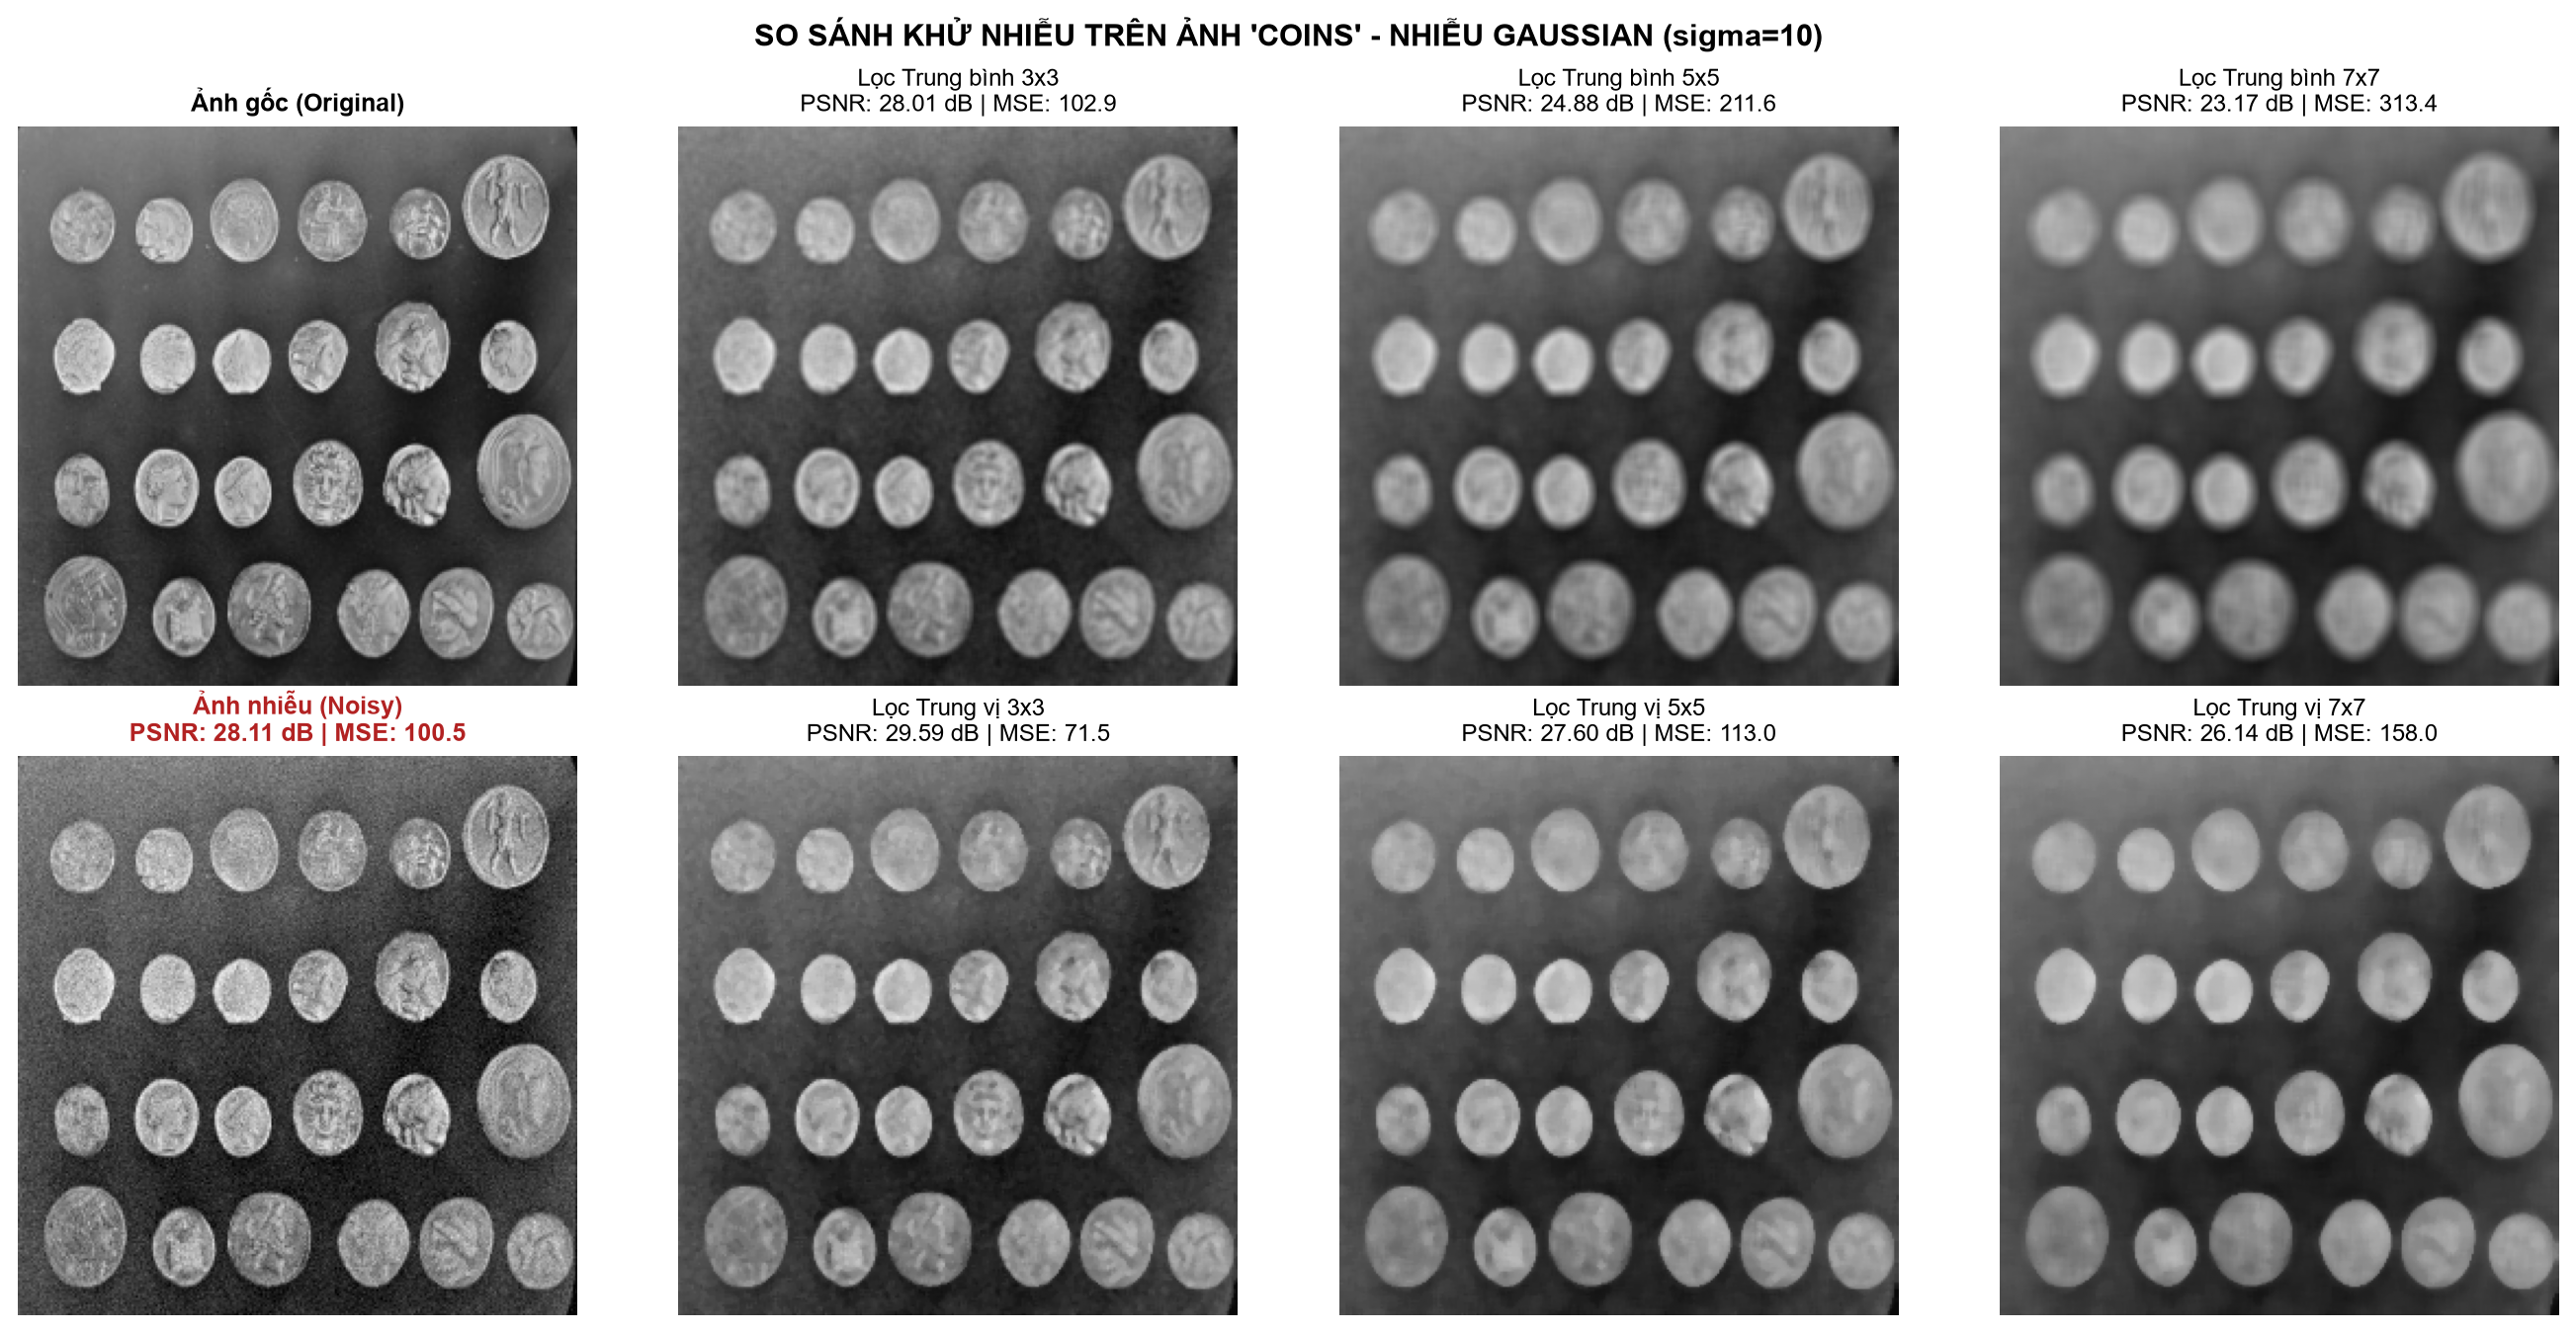 SO SÁNH KHỬ NHIỄU TRÊN ẢNH 'COINS' - NHIỄU GAUSSIAN (sigma=10)
Ảnh gốc (Original)
Lọc Trung bình 3x3
PSNR: 28.01 dB | MSE: 102.9
Lọc Trung bình 5x5
PSNR: 24.88 dB | MSE: 211.6
Lọc Trung bình 7x7
PSNR: 23.17 dB | MSE: 313.4
Ảnh nhiễu (Noisy)
PSNR: 28.11 dB | MSE: 100.5
Lọc Trung vị 3x3
PSNR: 29.59 dB | MSE: 71.5
Lọc Trung vị 5x5
PSNR: 27.60 dB | MSE: 113.0
Lọc Trung vị 7x7
PSNR: 26.14 dB | MSE: 158.0